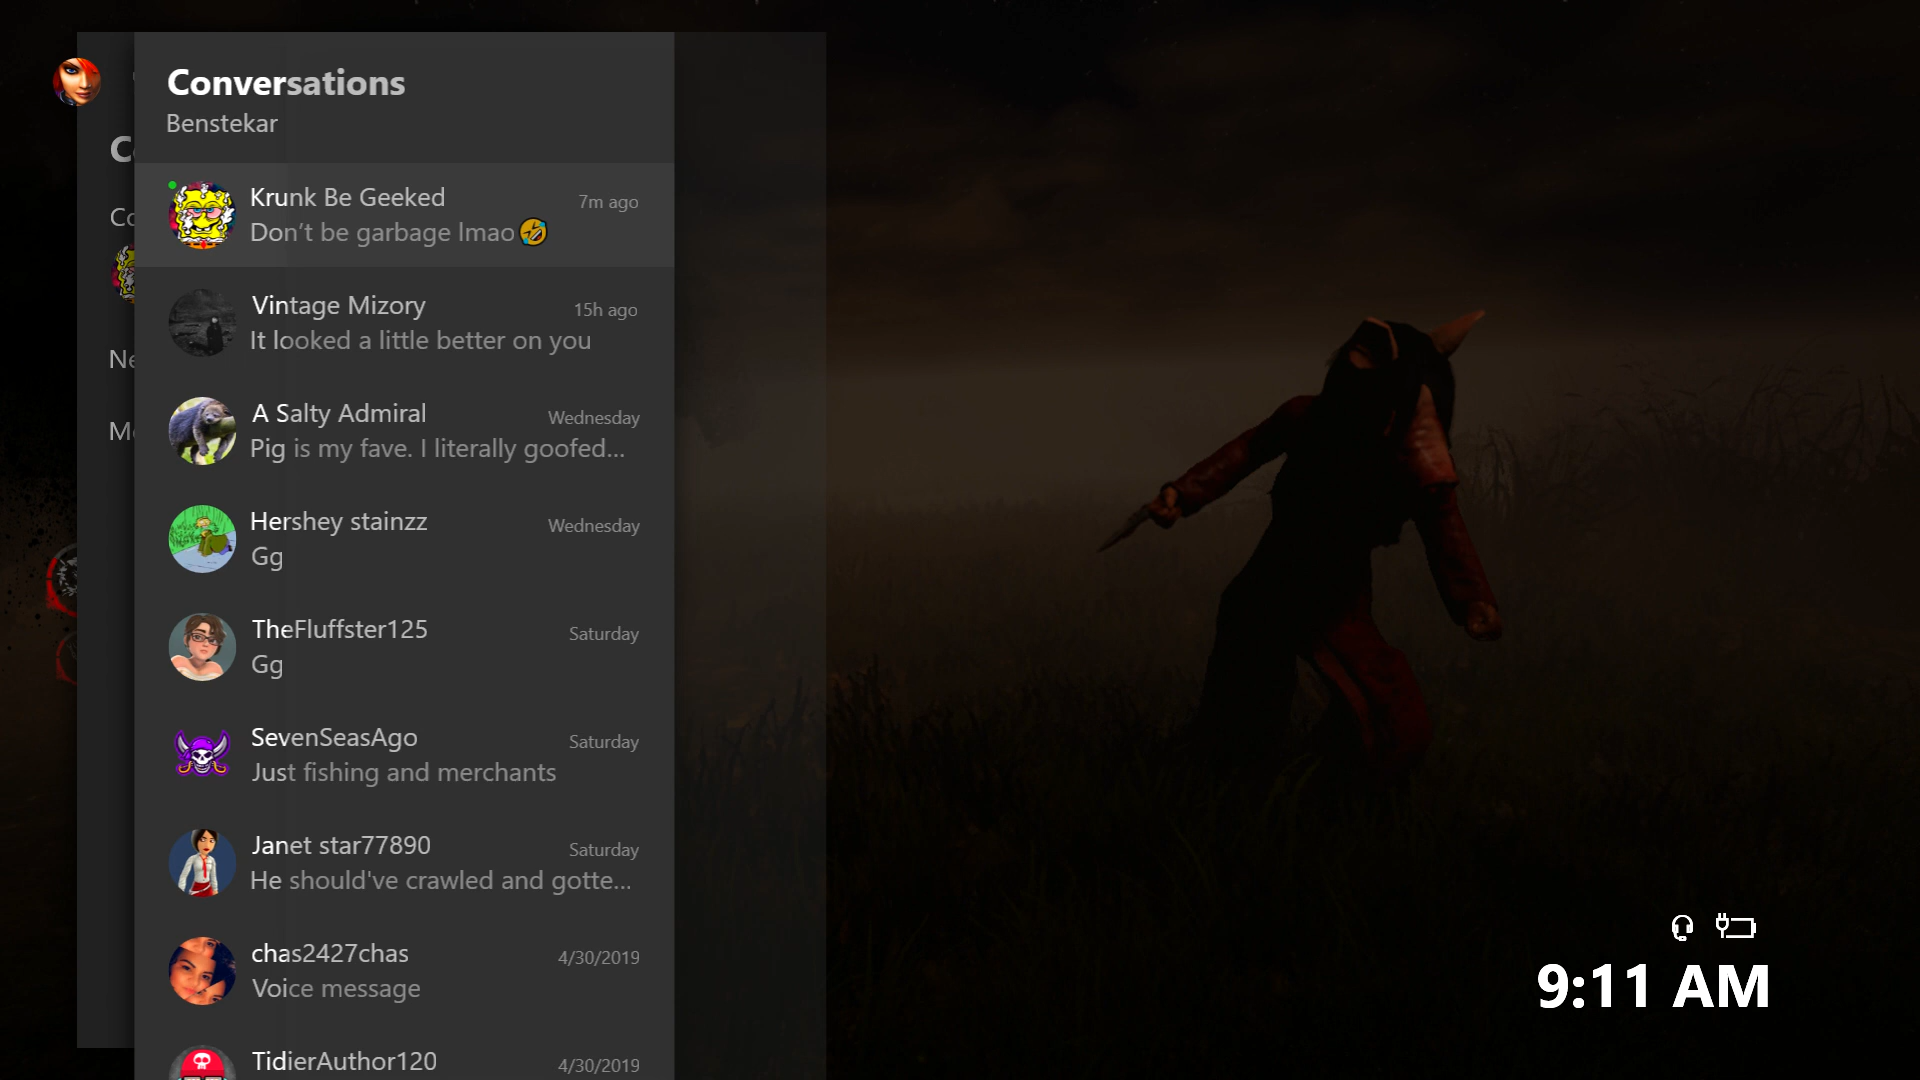 Conversations
Benstekar
Krunk Be Geeked
7m ago
Don't be garbage lmao🤣
Vintage Mizory
15h ago
It looked a little better on you
A Salty Admiral
Wednesday
Pig is my fave. I literally goofed...
Hershey stainzz
Wednesday
Gg
TheFluffster125
Saturday
Gg
SevenSeasAgo
Saturday
Just fishing and merchants
Janet star77890
Saturday
He should've crawled and gotte...
chas2427chas
4/30/2019
Voice message
TidierAuthor120
4/30/2019
9:11 AM